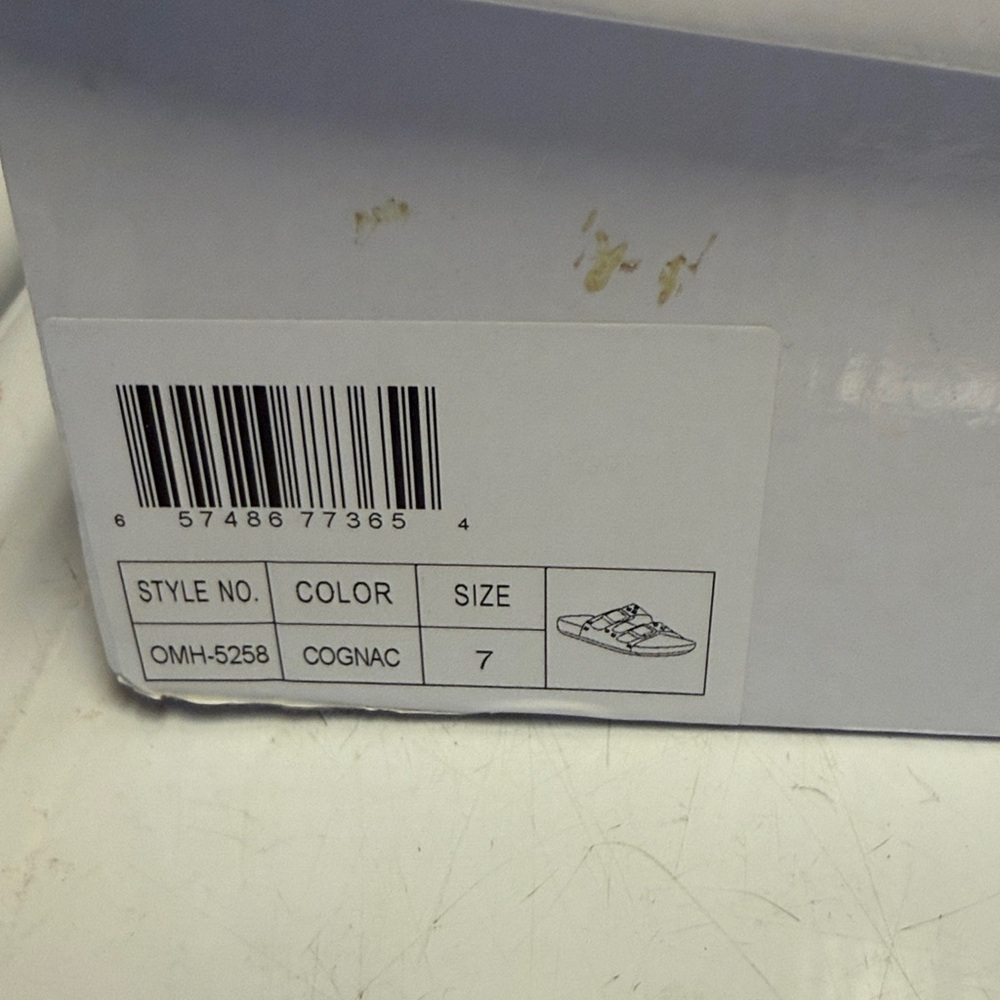 6 57486 77365 4
STYLE NO. COLOR SIZE
OMH-5258 COGNAC 7